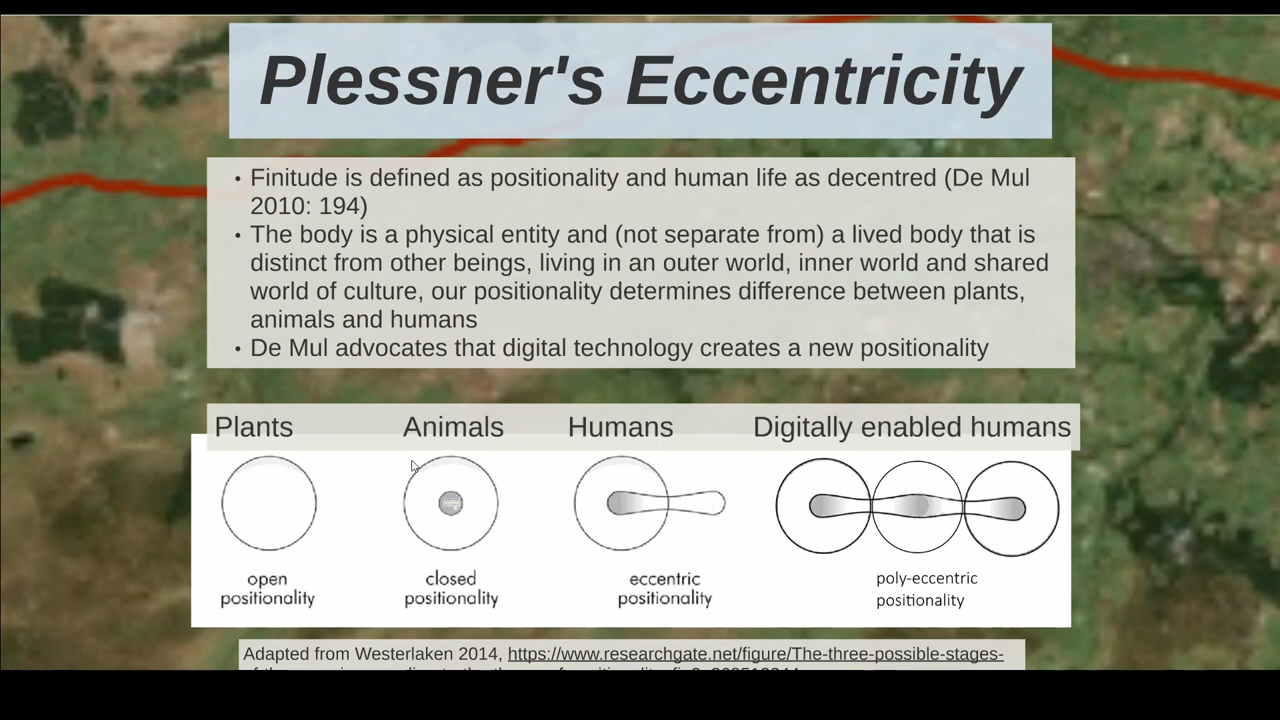 Plessner's Eccentricity
• Finitude is defined as positionality and human life as decentred (De Mul
2010: 194)
• The body is a physical entity and (not separate from) a lived body that is
distinct from other beings, living in an outer world, inner world and shared
world of culture, our positionality determines difference between plants,
animals and humans
• De Mul advocates that digital technology creates a new positionality
Plants Animals Humans Digitally enabled humans
open closed eccentric poly-eccentric
positionality positionality positionality positionality
Adapted from Westerlaken 2014, https://www.researchgate.net/figure/The-three-possible-stages-